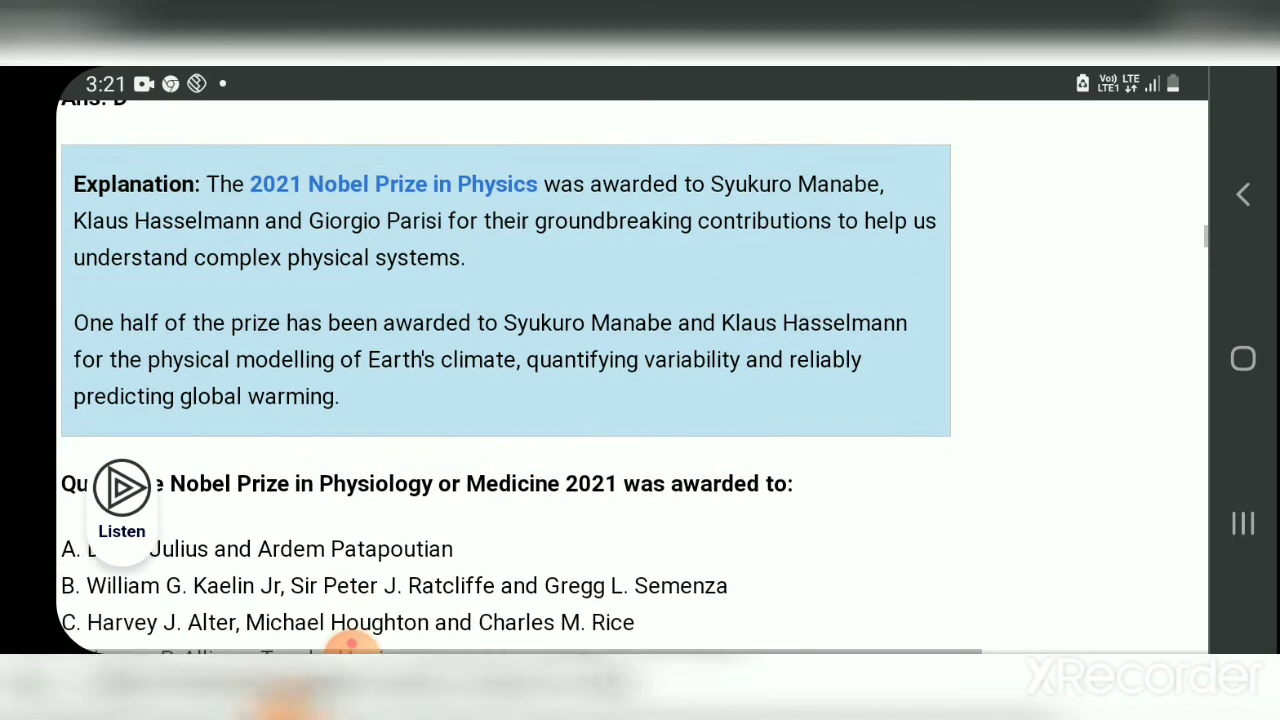 3:21
Vo) LTE
LTE1
Ans: D
Explanation: The 2021 Nobel Prize in Physics was awarded to Syukuro Manabe,
Klaus Hasselmann and Giorgio Parisi for their groundbreaking contributions to help us
understand complex physical systems.
One half of the prize has been awarded to Syukuro Manabe and Klaus Hasselmann
for the physical modelling of Earth's climate, quantifying variability and reliably
predicting global warming.
Nobel Prize in Physiology or Medicine 2021 was awarded to:
Listen
A. Julius and Ardem Patapoutian
B. William G. Kaelin Jr, Sir Peter J. Ratcliffe and Gregg L. Semenza
C. Harvey J. Alter, Michael Houghton and Charles M. Rice
XRecorder